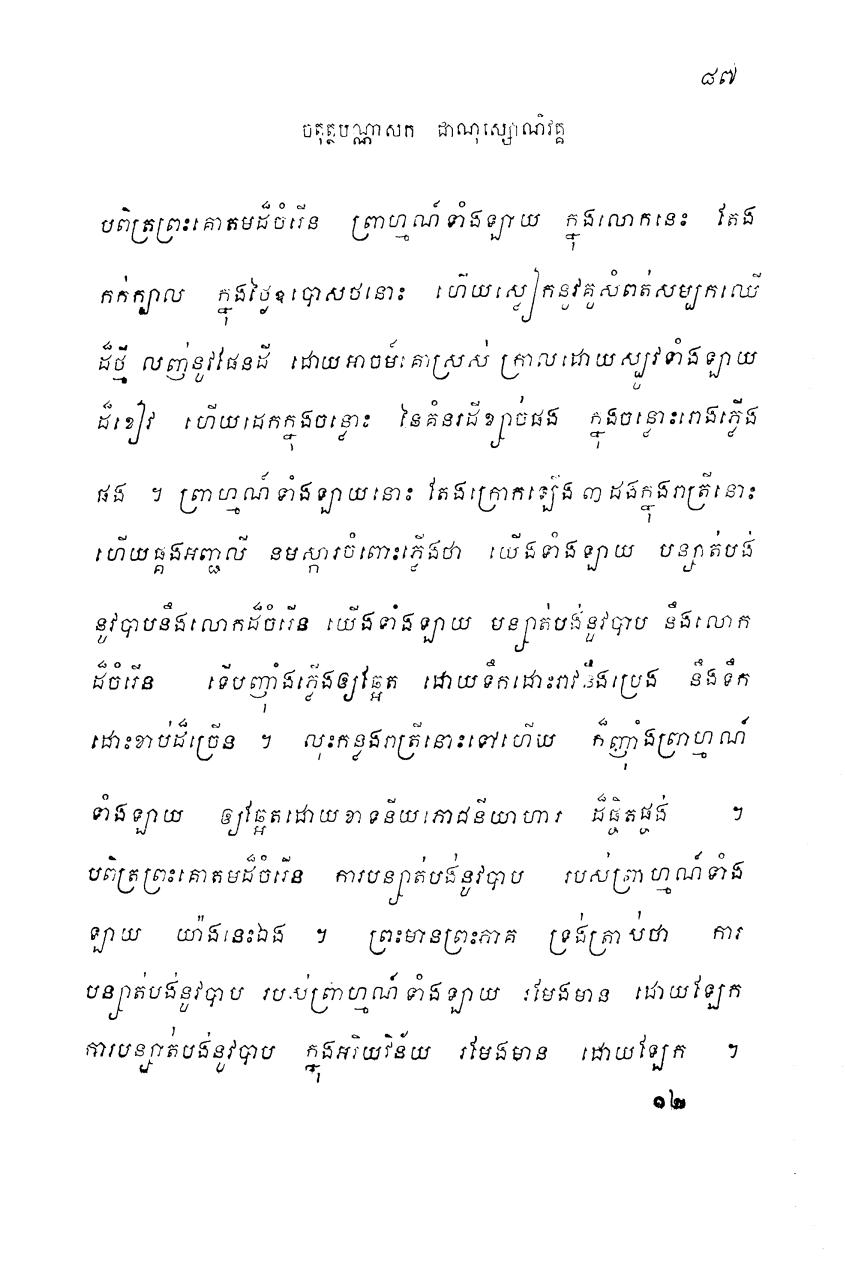 ៨៧
ចតុត្ថបណ្ណាសក ជាណុស្សោណិវគ្គ
បពិត្រព្រះគោតមដ៏ចំរើន ព្រាហ្មណ៍ទាំងឡាយ ក្នុងលោកនេះ តែង
កក់ក្បាល ក្នុងថ្ងៃឧបោសថនោះ ហើយស្លៀកនូវគូសំពត់សម្បកឈើ
ដ៏ថ្មី លញ់នូវផែនដី ដោយអាចម៍គោស្រស់ ក្រាលដោយស្បូវទាំងឡាយ
ដ៏ខៀវ ហើយដេកក្នុងចន្លោះ នៃគំនរដីខ្សាច់ផង ក្នុងចន្លោះរោងភ្លើង
ផង ។ ព្រាហ្មណ៍ទាំងឡាយនោះ តែងក្រោកឡើង ៣ ដងក្នុងរាត្រីនោះ
ហើយផ្គងអញ្ជលី នមស្ការចំពោះភ្លើងថា យើងទាំងឡាយ បន្សាត់បង់
នូវបាបនឹងលោកដ៏ចំរើន យើងទាំងឡាយ បន្សាត់បង់នូវបាប នឹងលោក
ដ៏ចំរើន ទើបញ៉ាំងភ្លើងឲ្យឆ្អែត ដោយទឹកដោះរាវនឹងប្រេង នឹងទឹក
ដោះខាប់ដ៏ច្រើន ។ លុះកន្លងរាត្រីនោះទៅហើយ ក៏ញ៉ាំងព្រាហ្មណ៍
ទាំងឡាយ ឲ្យឆ្អែតដោយខាទនីយភោជនីយាហារ ដ៏ផ្ចិតផ្ចង់ ។
បពិត្រព្រះគោតមដ៏ចំរើន ការបន្សាត់បង់នូវបាប របស់ព្រាហ្មណ៍ទាំង
ឡាយ យ៉ាងនេះឯង ។ ព្រះមានព្រះភាគ ទ្រង់ត្រាស់ថា ការ
បន្សាត់បង់នូវបាប របស់ព្រាហ្មណ៍ទាំងឡាយ រមែងមាន ដោយឡែក
ការបន្សាត់បង់នូវបាប ក្នុងអរិយវិន័យ រមែងមាន ដោយឡែក ។
១២